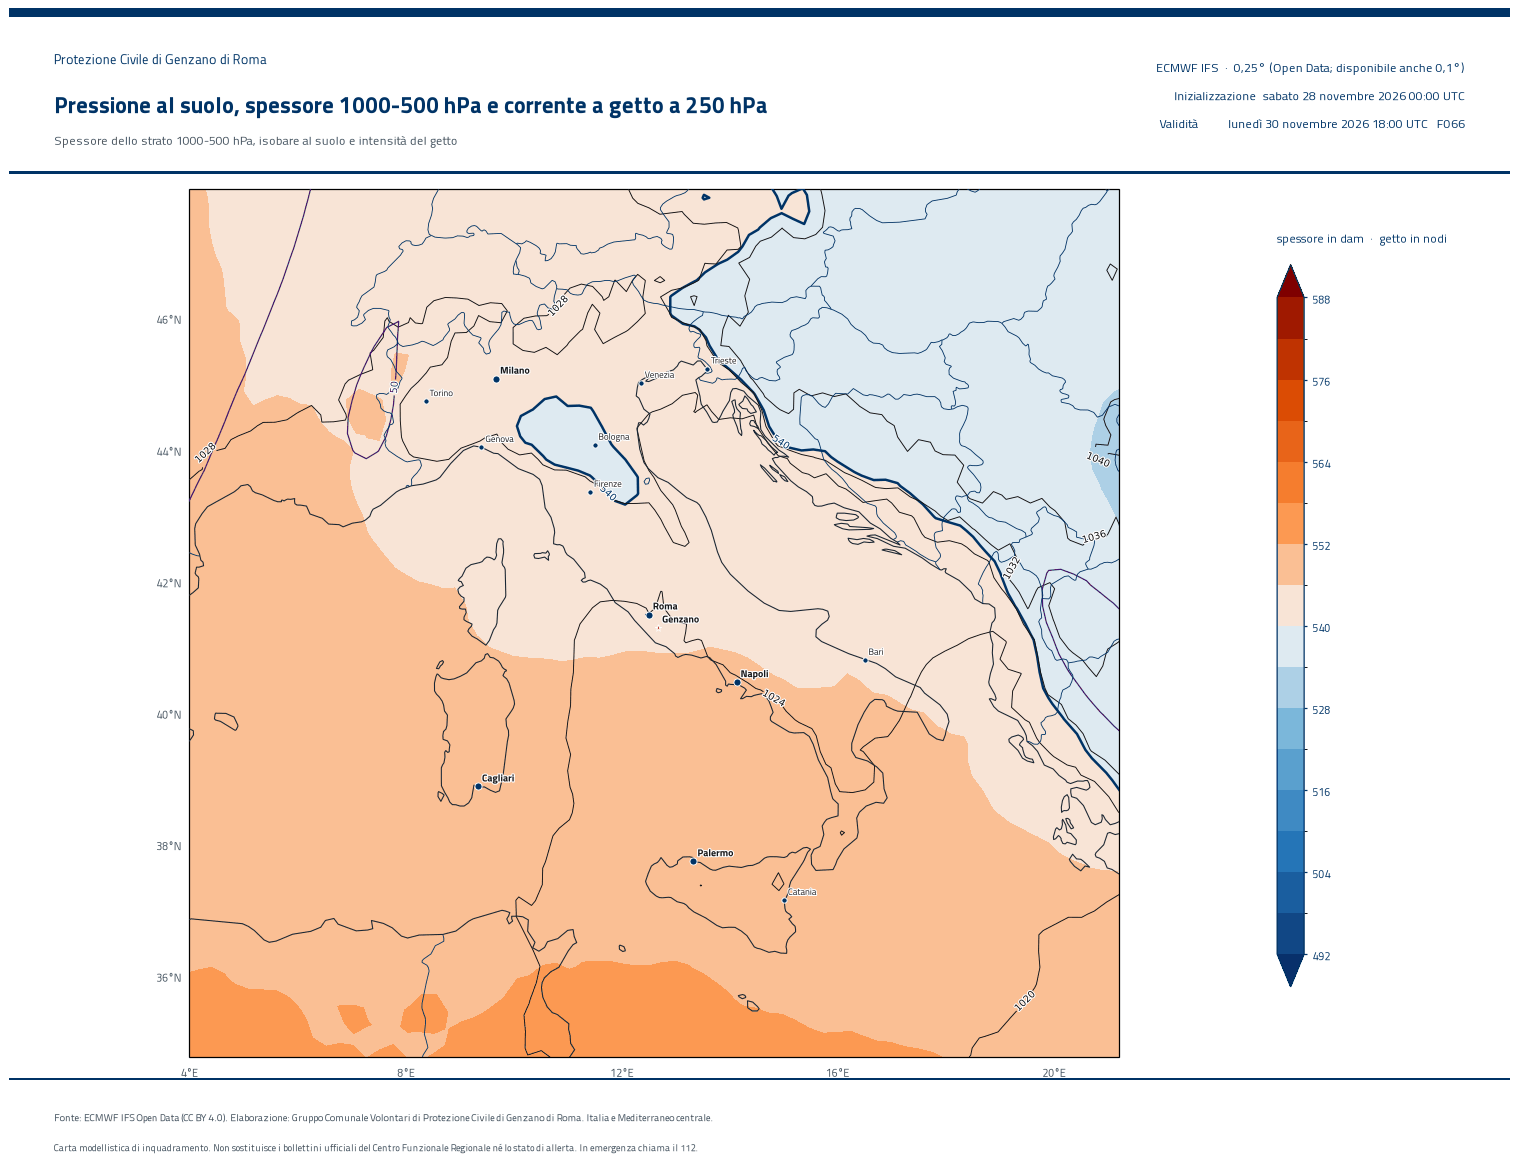 Protezione Civile di Genzano di Roma
Pressione al suolo, spessore 1000-500 hPa e corrente a getto a 250 hPa
Spessore dello strato 1000-500 hPa, isobare al suolo e intensità del getto
ECMWF IFS · 0,25° (Open Data; disponibile anche 0,1°)
Inizializzazione sabato 28 novembre 2026 00:00 UTC
Validità lunedì 30 novembre 2026 18:00 UTC F066
spessore in dam · getto in nodi
588
576
564
552
540
528
516
504
492
46°N
44°N
42°N
40°N
38°N
36°N
4°E
8°E
12°E
16°E
20°E
1028
Trieste
Milano
Venezia
50
Torino
Genova
Bologna
540
1028
1040
Firenze
540
1036
1032
Roma
Genzano
Bari
Napoli
1024
Cagliari
Palermo
Catania
1020
Fonte: ECMWF IFS Open Data (CC BY 4.0). Elaborazione: Gruppo Comunale Volontari di Protezione Civile di Genzano di Roma. Italia e Mediterraneo centrale.
Carta modellistica di inquadramento. Non sostituisce i bollettini ufficiali del Centro Funzionale Regionale né lo stato di allerta. In emergenza chiama il 112.